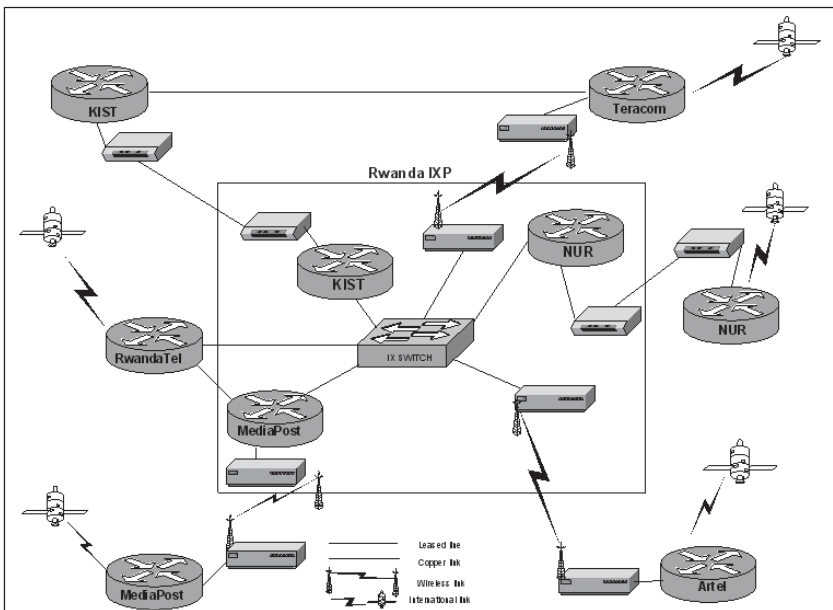 KIST
Teracom
Rwanda IXP
NUR
KIST
NUR
RwandaTel
IX SWITCH
MediaPost
MediaPost
Leased line
Copper link
Wireless link
International link
Artel